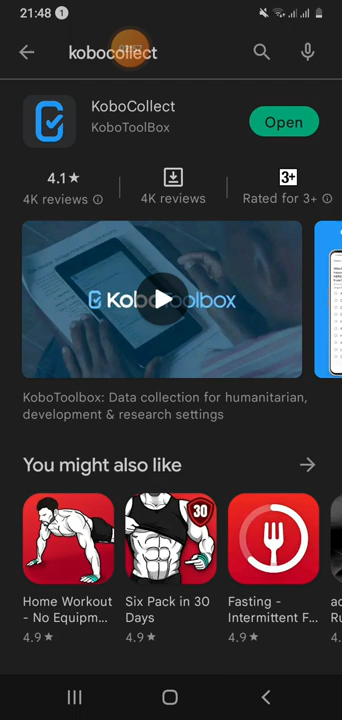 21:48 1
kobocollect
KoboCollect
KoboToolBox
Open
4.1★
4K reviews
4K reviews
3+
Rated for 3+
KoboToolbox
KoboToolbox: Data collection for humanitarian,
development & research settings
You might also like
30
Home Workout
- No Equipm...
4.9★
Six Pack in 30
Days
4.9★
Fasting -
Intermittent F...
4.9★
4.